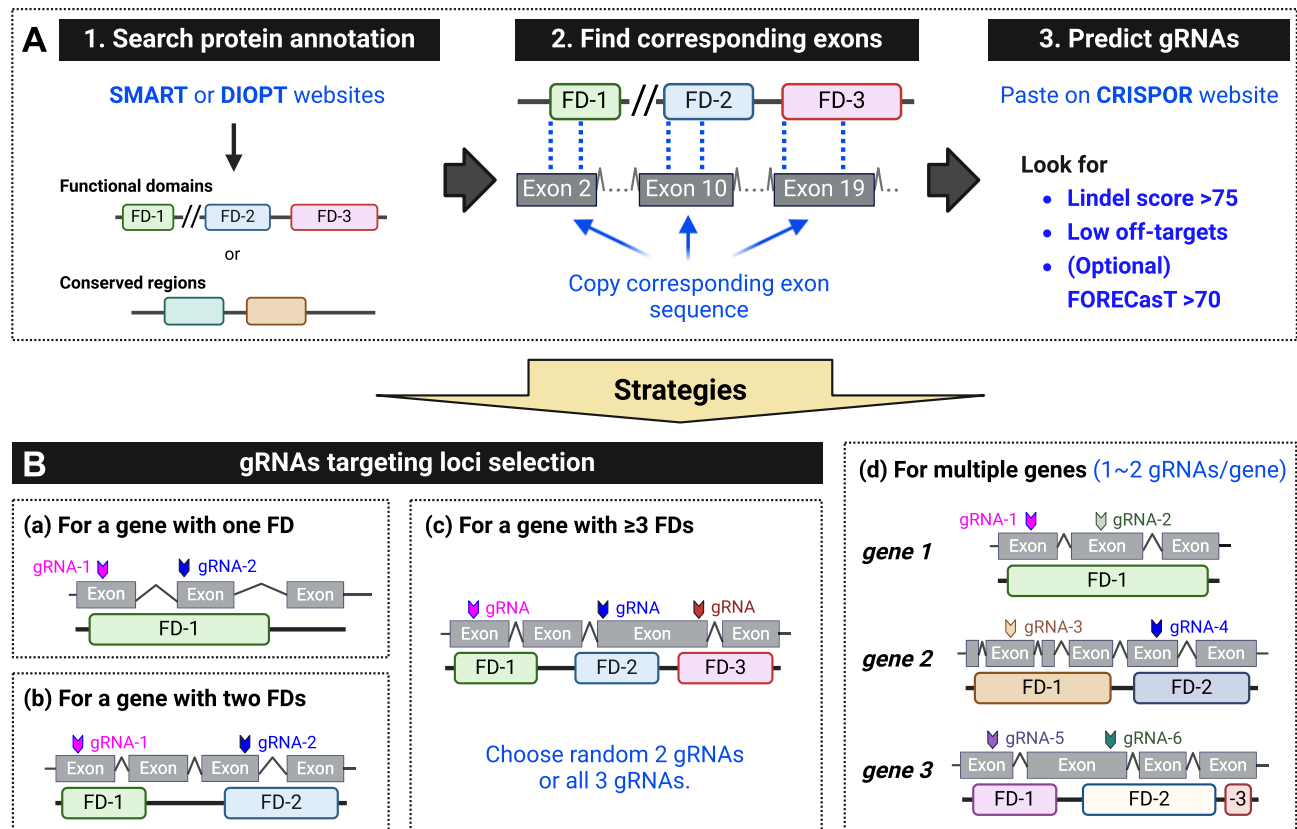 A
1. Search protein annotation
SMART or DIOPT websites
Functional domains
FD-1 // FD-2 FD-3
or
Conserved regions
2. Find corresponding exons
FD-1 // FD-2 FD-3
Exon 2 .... Exon 10 .... Exon 19 ..
Copy corresponding exon
sequence
3. Predict gRNAs
Paste on CRISPOR website
Look for
• Lindel score >75
• Low off-targets
• (Optional)
FORECasT >70
Strategies
B
gRNAs targeting loci selection
(a) For a gene with one FD
gRNA-1 gRNA-2
Exon Exon Exon
FD-1
(b) For a gene with two FDs
gRNA-1 gRNA-2
Exon Exon Exon Exon
FD-1 FD-2
(c) For a gene with ≥3 FDs
gRNA gRNA gRNA
Exon Exon Exon Exon
FD-1 FD-2 FD-3
Choose random 2 gRNAs
or all 3 gRNAs.
(d) For multiple genes (1~2 gRNAs/gene)
gRNA-1 gRNA-2
gene 1 Exon Exon Exon
FD-1
gRNA-3 gRNA-4
gene 2 Exon Exon Exon Exon
FD-1 FD-2
gRNA-5 gRNA-6
gene 3 Exon Exon Exon Exon
FD-1 FD-2 -3